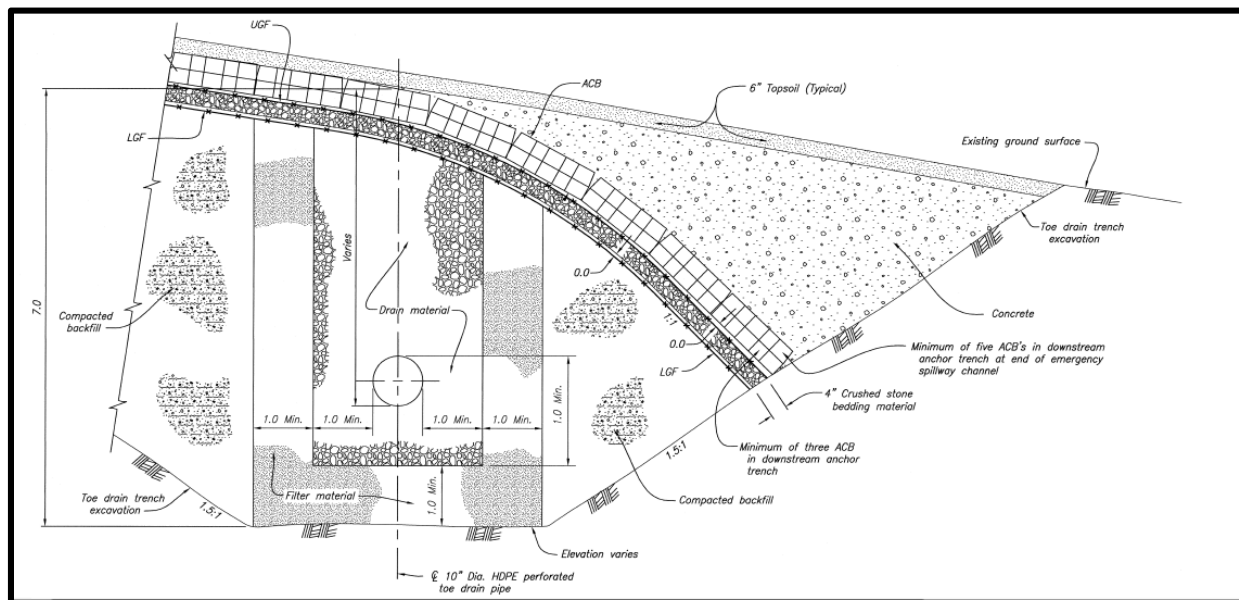 UGF
ACB
6" Topsoil (Typical)
LGF
Existing ground surface
Toe drain trench
excavation
Varies
0.0
7.0
Drain material
Compacted
backfill
1:1
Concrete
0.0
LGF
Minimum of five ACB's in downstream
anchor trench at end of emergency
spillway channel
4" Crushed stone
bedding material
1.0 Min.
1.0 Min.
1.0 Min.
1.0 Min.
1.0 Min.
Minimum of three ACB
in downstream anchor
trench
1.5:1
Filter material
1.0 Min.
Compacted backfill
Toe drain trench
excavation
1.5:1
Elevation varies
℄ 10" Dia. HDPE perforated
toe drain pipe